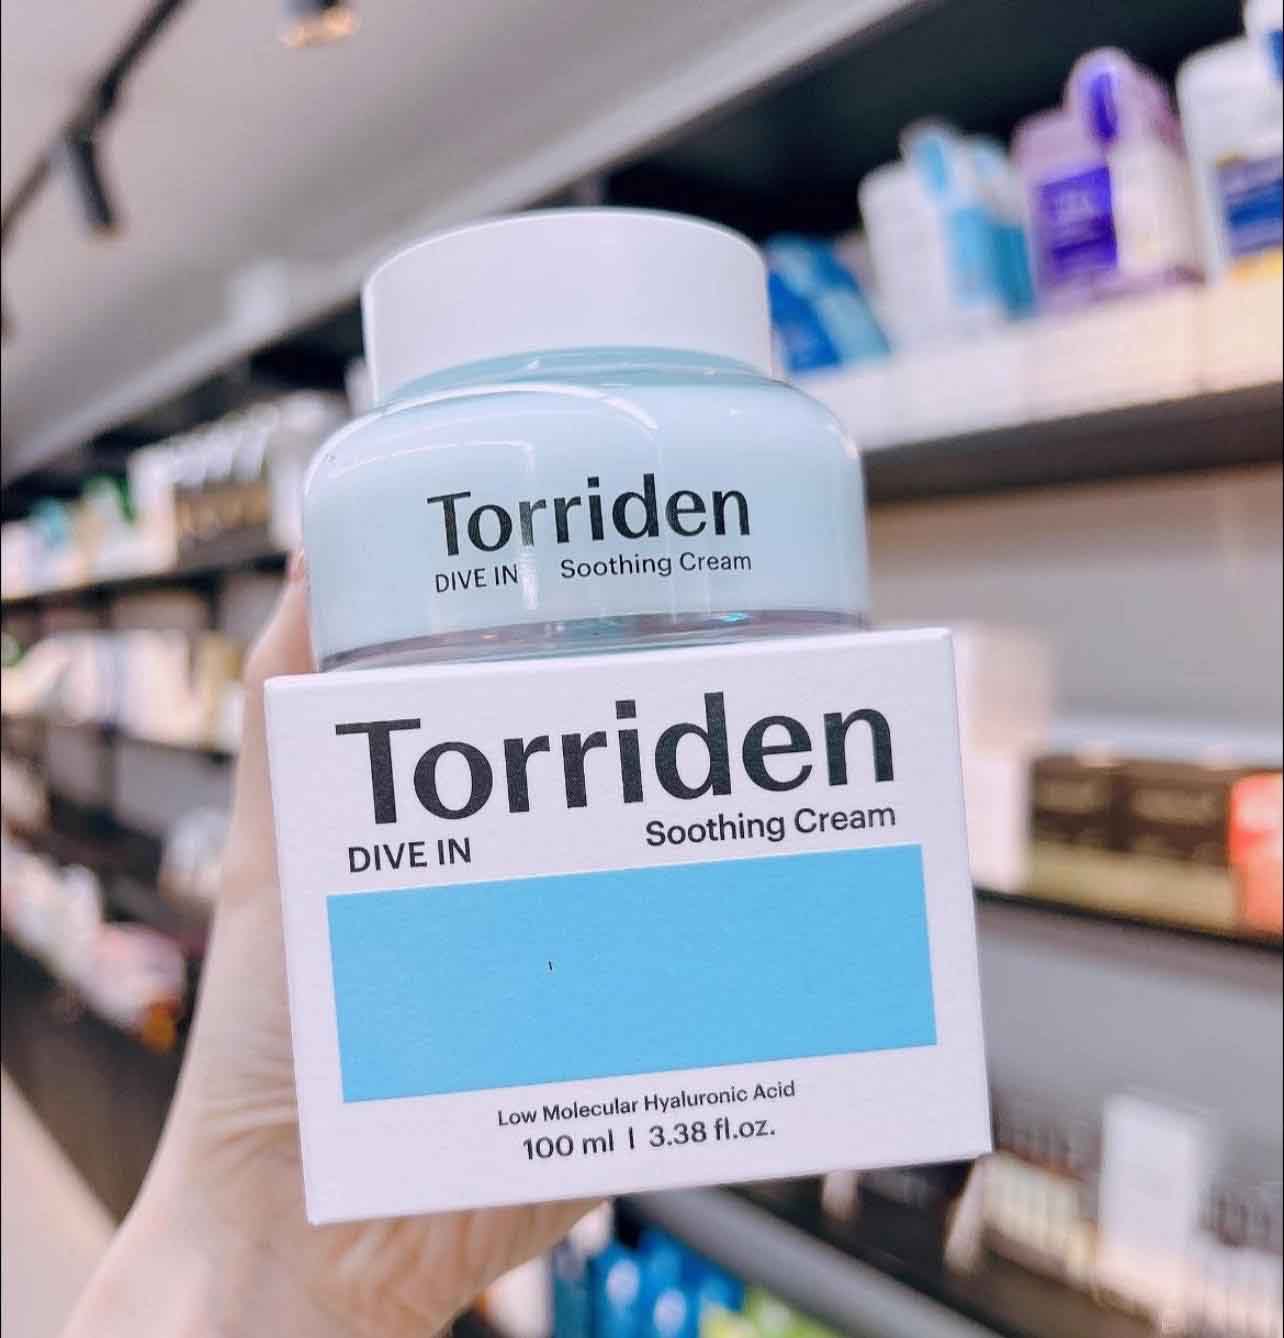 Torriden
DIVE IN Soothing Cream
Torriden
DIVE IN Soothing Cream
Low Molecular Hyaluronic Acid
100 ml | 3.38 fl.oz.